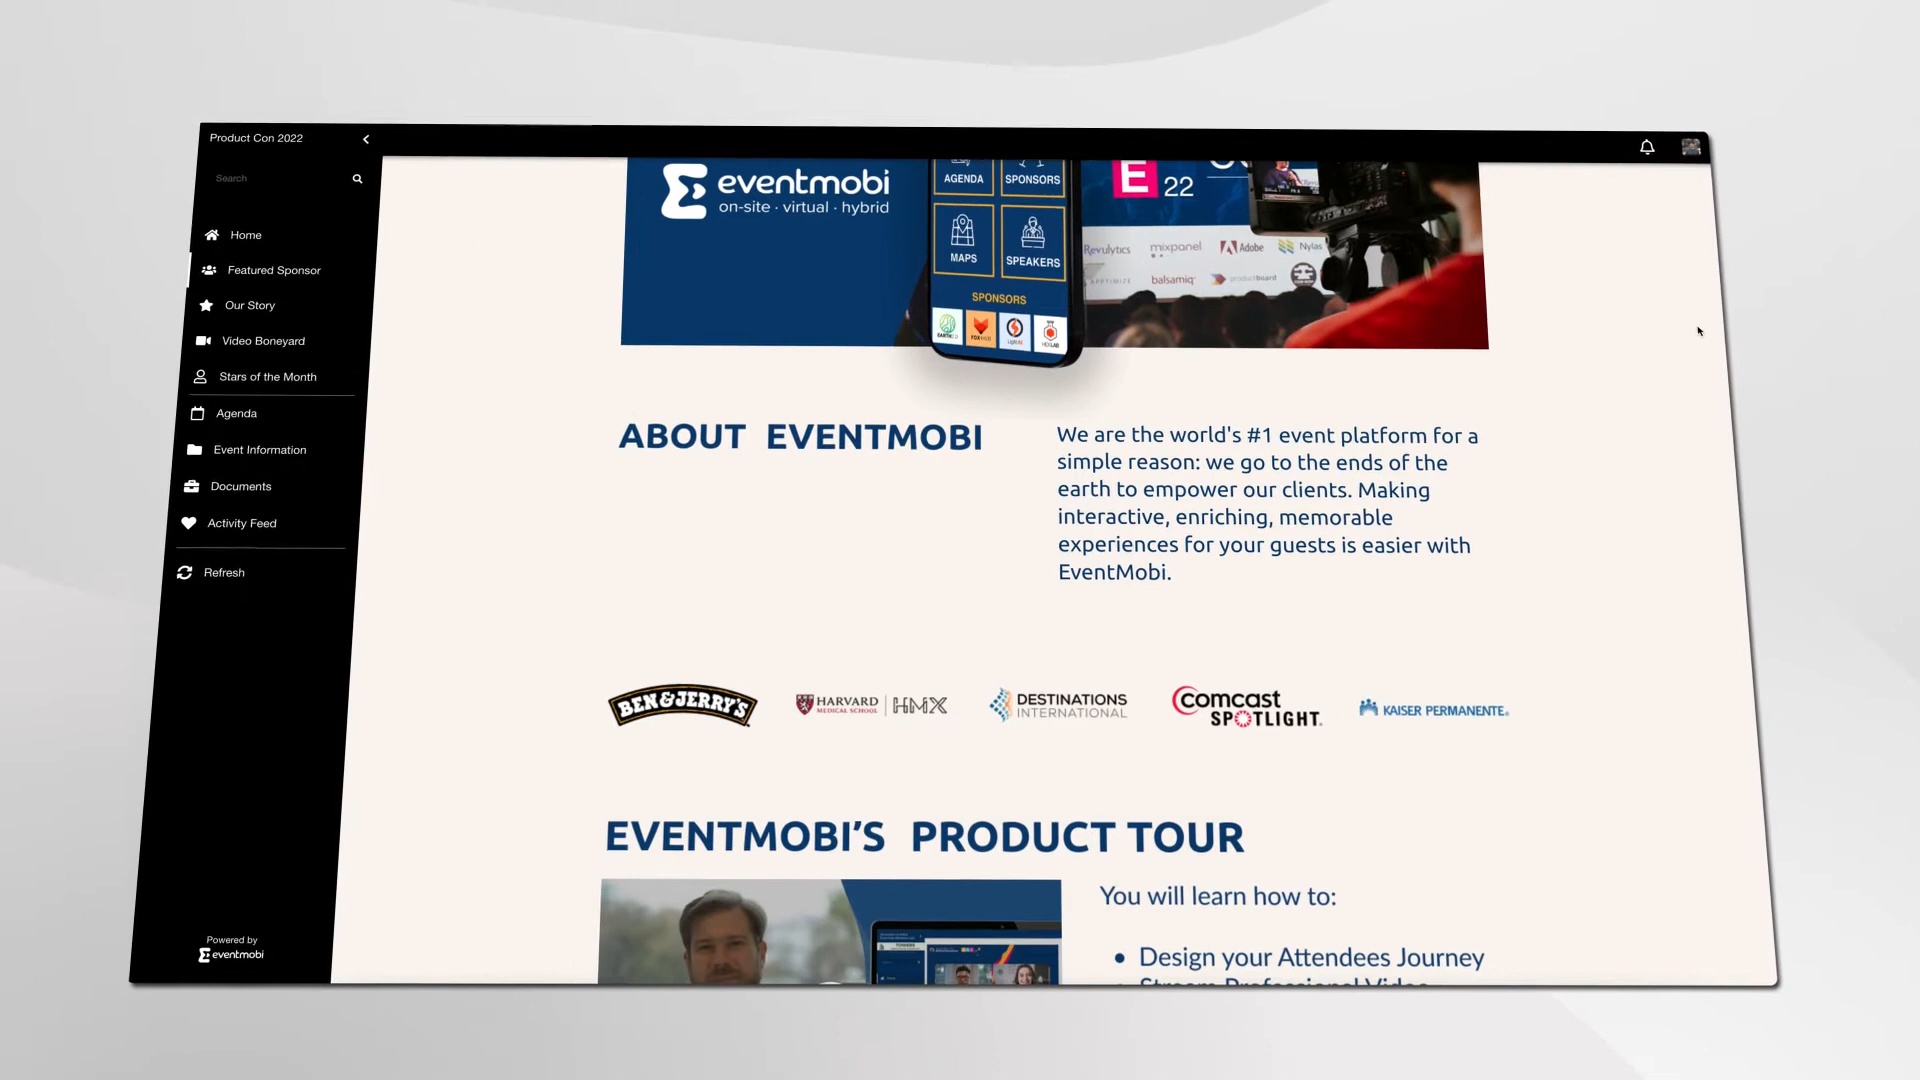 Product Con 2022
Search
Home
Featured Sponsor
Our Story
Video Boneyard
Stars of the Month
Agenda
Event Information
Documents
Activity Feed
Refresh
Powered by
eventmobi
eventmobi
on-site · virtual · hybrid
AGENDA
SPONSORS
MAPS
SPEAKERS
SPONSORS
E
22
Revulytics
mixpanel
Adobe
Nylas
APPTIMIZE
balsamiq
productboard
ABOUT EVENTMOBI
We are the world's #1 event platform for a
simple reason: we go to the ends of the
earth to empower our clients. Making
interactive, enriching, memorable
experiences for your guests is easier with
EventMobi.
BEN & JERRY'S
HARVARD
MEDICAL SCHOOL
HMX
DESTINATIONS
INTERNATIONAL
comcast
SPOTLIGHT
KAISER PERMANENTE
EVENTMOBI'S PRODUCT TOUR
You will learn how to:
Design your Attendees Journey
Stream Professional Video